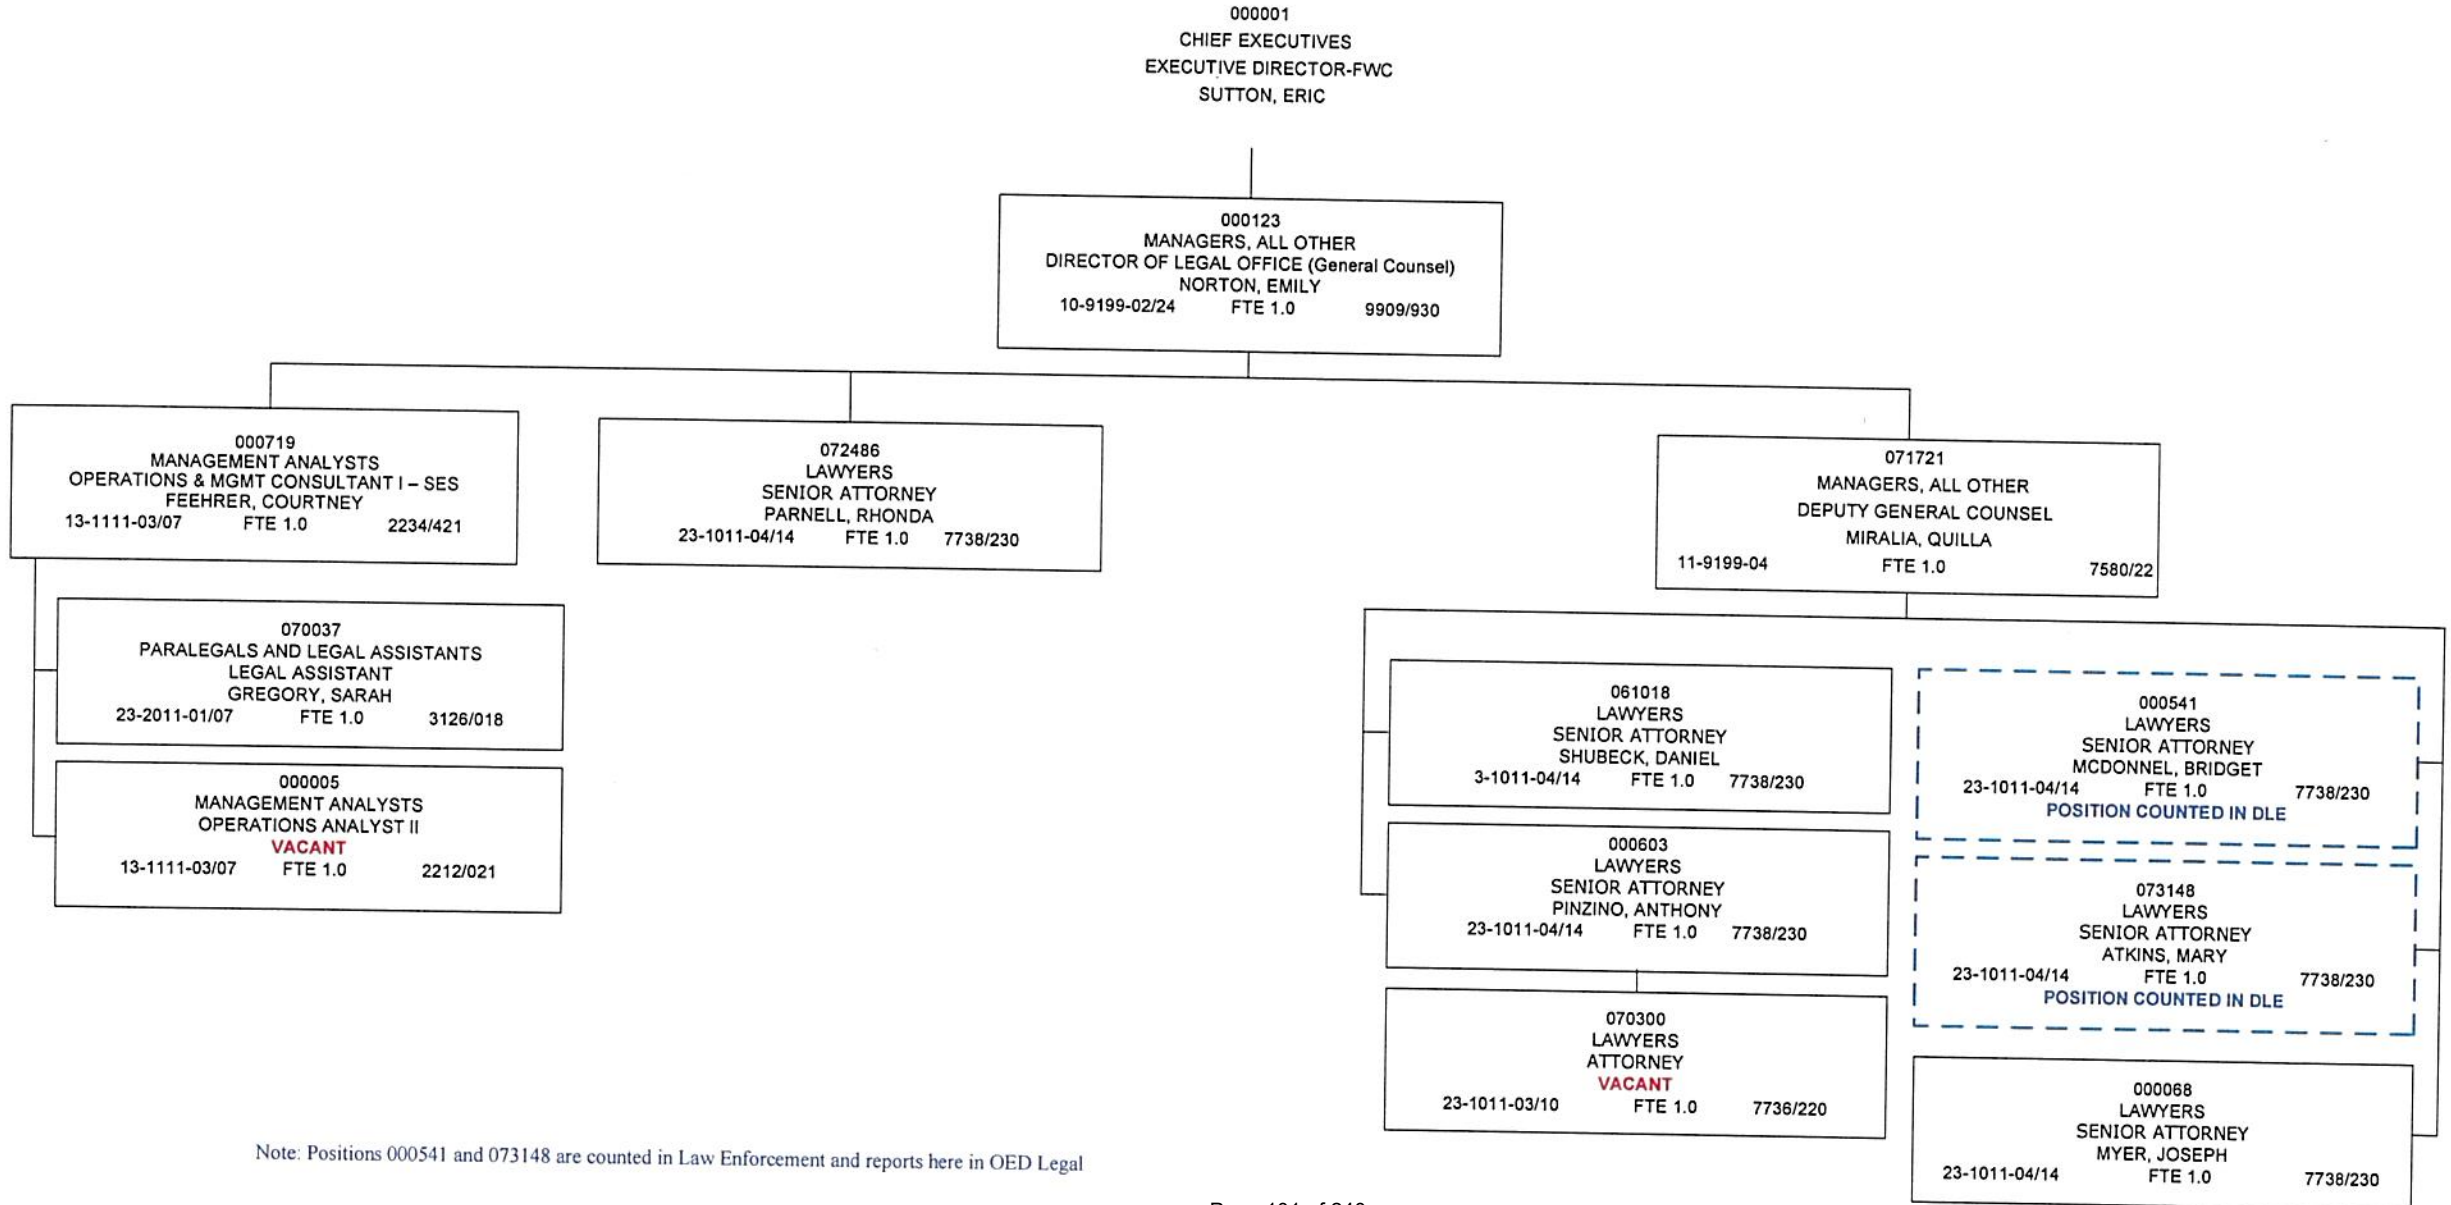 000001
CHIEF EXECUTIVES
EXECUTIVE DIRECTOR-FWC
SUTTON, ERIC
000123
MANAGERS, ALL OTHER
DIRECTOR OF LEGAL OFFICE (General Counsel)
NORTON, EMILY
10-9199-02/24 FTE 1.0 9909/930
000719
MANAGEMENT ANALYSTS
OPERATIONS & MGMT CONSULTANT I – SES
FEEHRER, COURTNEY
13-1111-03/07 FTE 1.0 2234/421
072486
LAWYERS
SENIOR ATTORNEY
PARNELL, RHONDA
23-1011-04/14 FTE 1.0 7738/230
071721
MANAGERS, ALL OTHER
DEPUTY GENERAL COUNSEL
MIRALIA, QUILLA
11-9199-04 FTE 1.0 7580/22
070037
PARALEGALS AND LEGAL ASSISTANTS
LEGAL ASSISTANT
GREGORY, SARAH
23-2011-01/07 FTE 1.0 3126/018
000005
MANAGEMENT ANALYSTS
OPERATIONS ANALYST II
VACANT
13-1111-03/07 FTE 1.0 2212/021
061018
LAWYERS
SENIOR ATTORNEY
SHUBECK, DANIEL
3-1011-04/14 FTE 1.0 7738/230
000603
LAWYERS
SENIOR ATTORNEY
PINZINO, ANTHONY
23-1011-04/14 FTE 1.0 7738/230
070300
LAWYERS
ATTORNEY
VACANT
23-1011-03/10 FTE 1.0 7736/220
000541
LAWYERS
SENIOR ATTORNEY
MCDONNEL, BRIDGET
23-1011-04/14 FTE 1.0 7738/230
POSITION COUNTED IN DLE
073148
LAWYERS
SENIOR ATTORNEY
ATKINS, MARY
23-1011-04/14 FTE 1.0 7738/230
POSITION COUNTED IN DLE
000068
LAWYERS
SENIOR ATTORNEY
MYER, JOSEPH
23-1011-04/14 FTE 1.0 7738/230
Note: Positions 000541 and 073148 are counted in Law Enforcement and reports here in OED Legal